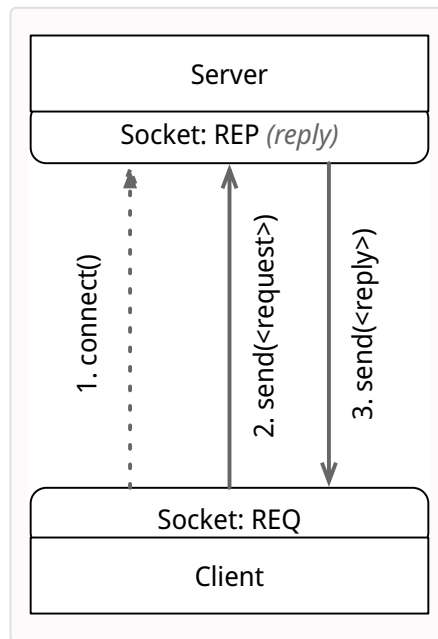 Server
Socket: REP (reply)
1. connect()
2. send(<request>)
3. send(<reply>)
Socket: REQ
Client